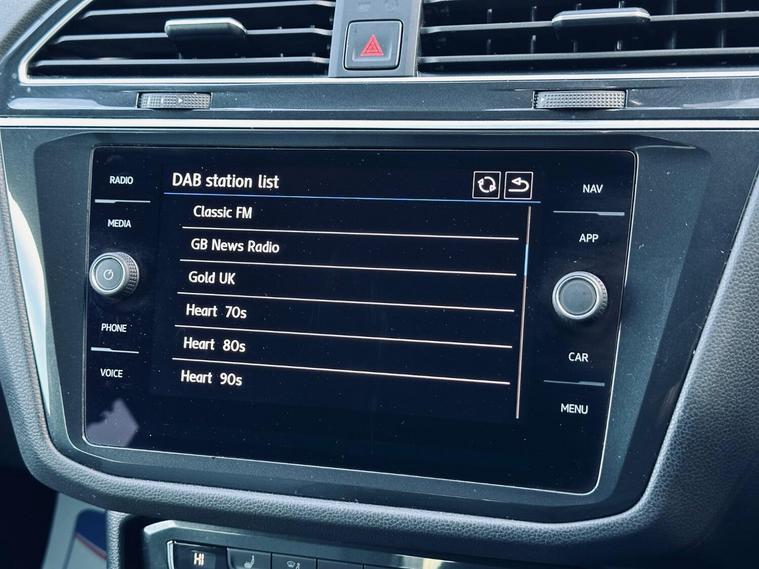 RADIO
MEDIA
PHONE
VOICE
DAB station list
Classic FM
GB News Radio
Gold UK
Heart 70s
Heart 80s
Heart 90s
NAV
APP
CAR
MENU
HI